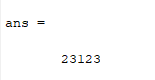 ans =
23123